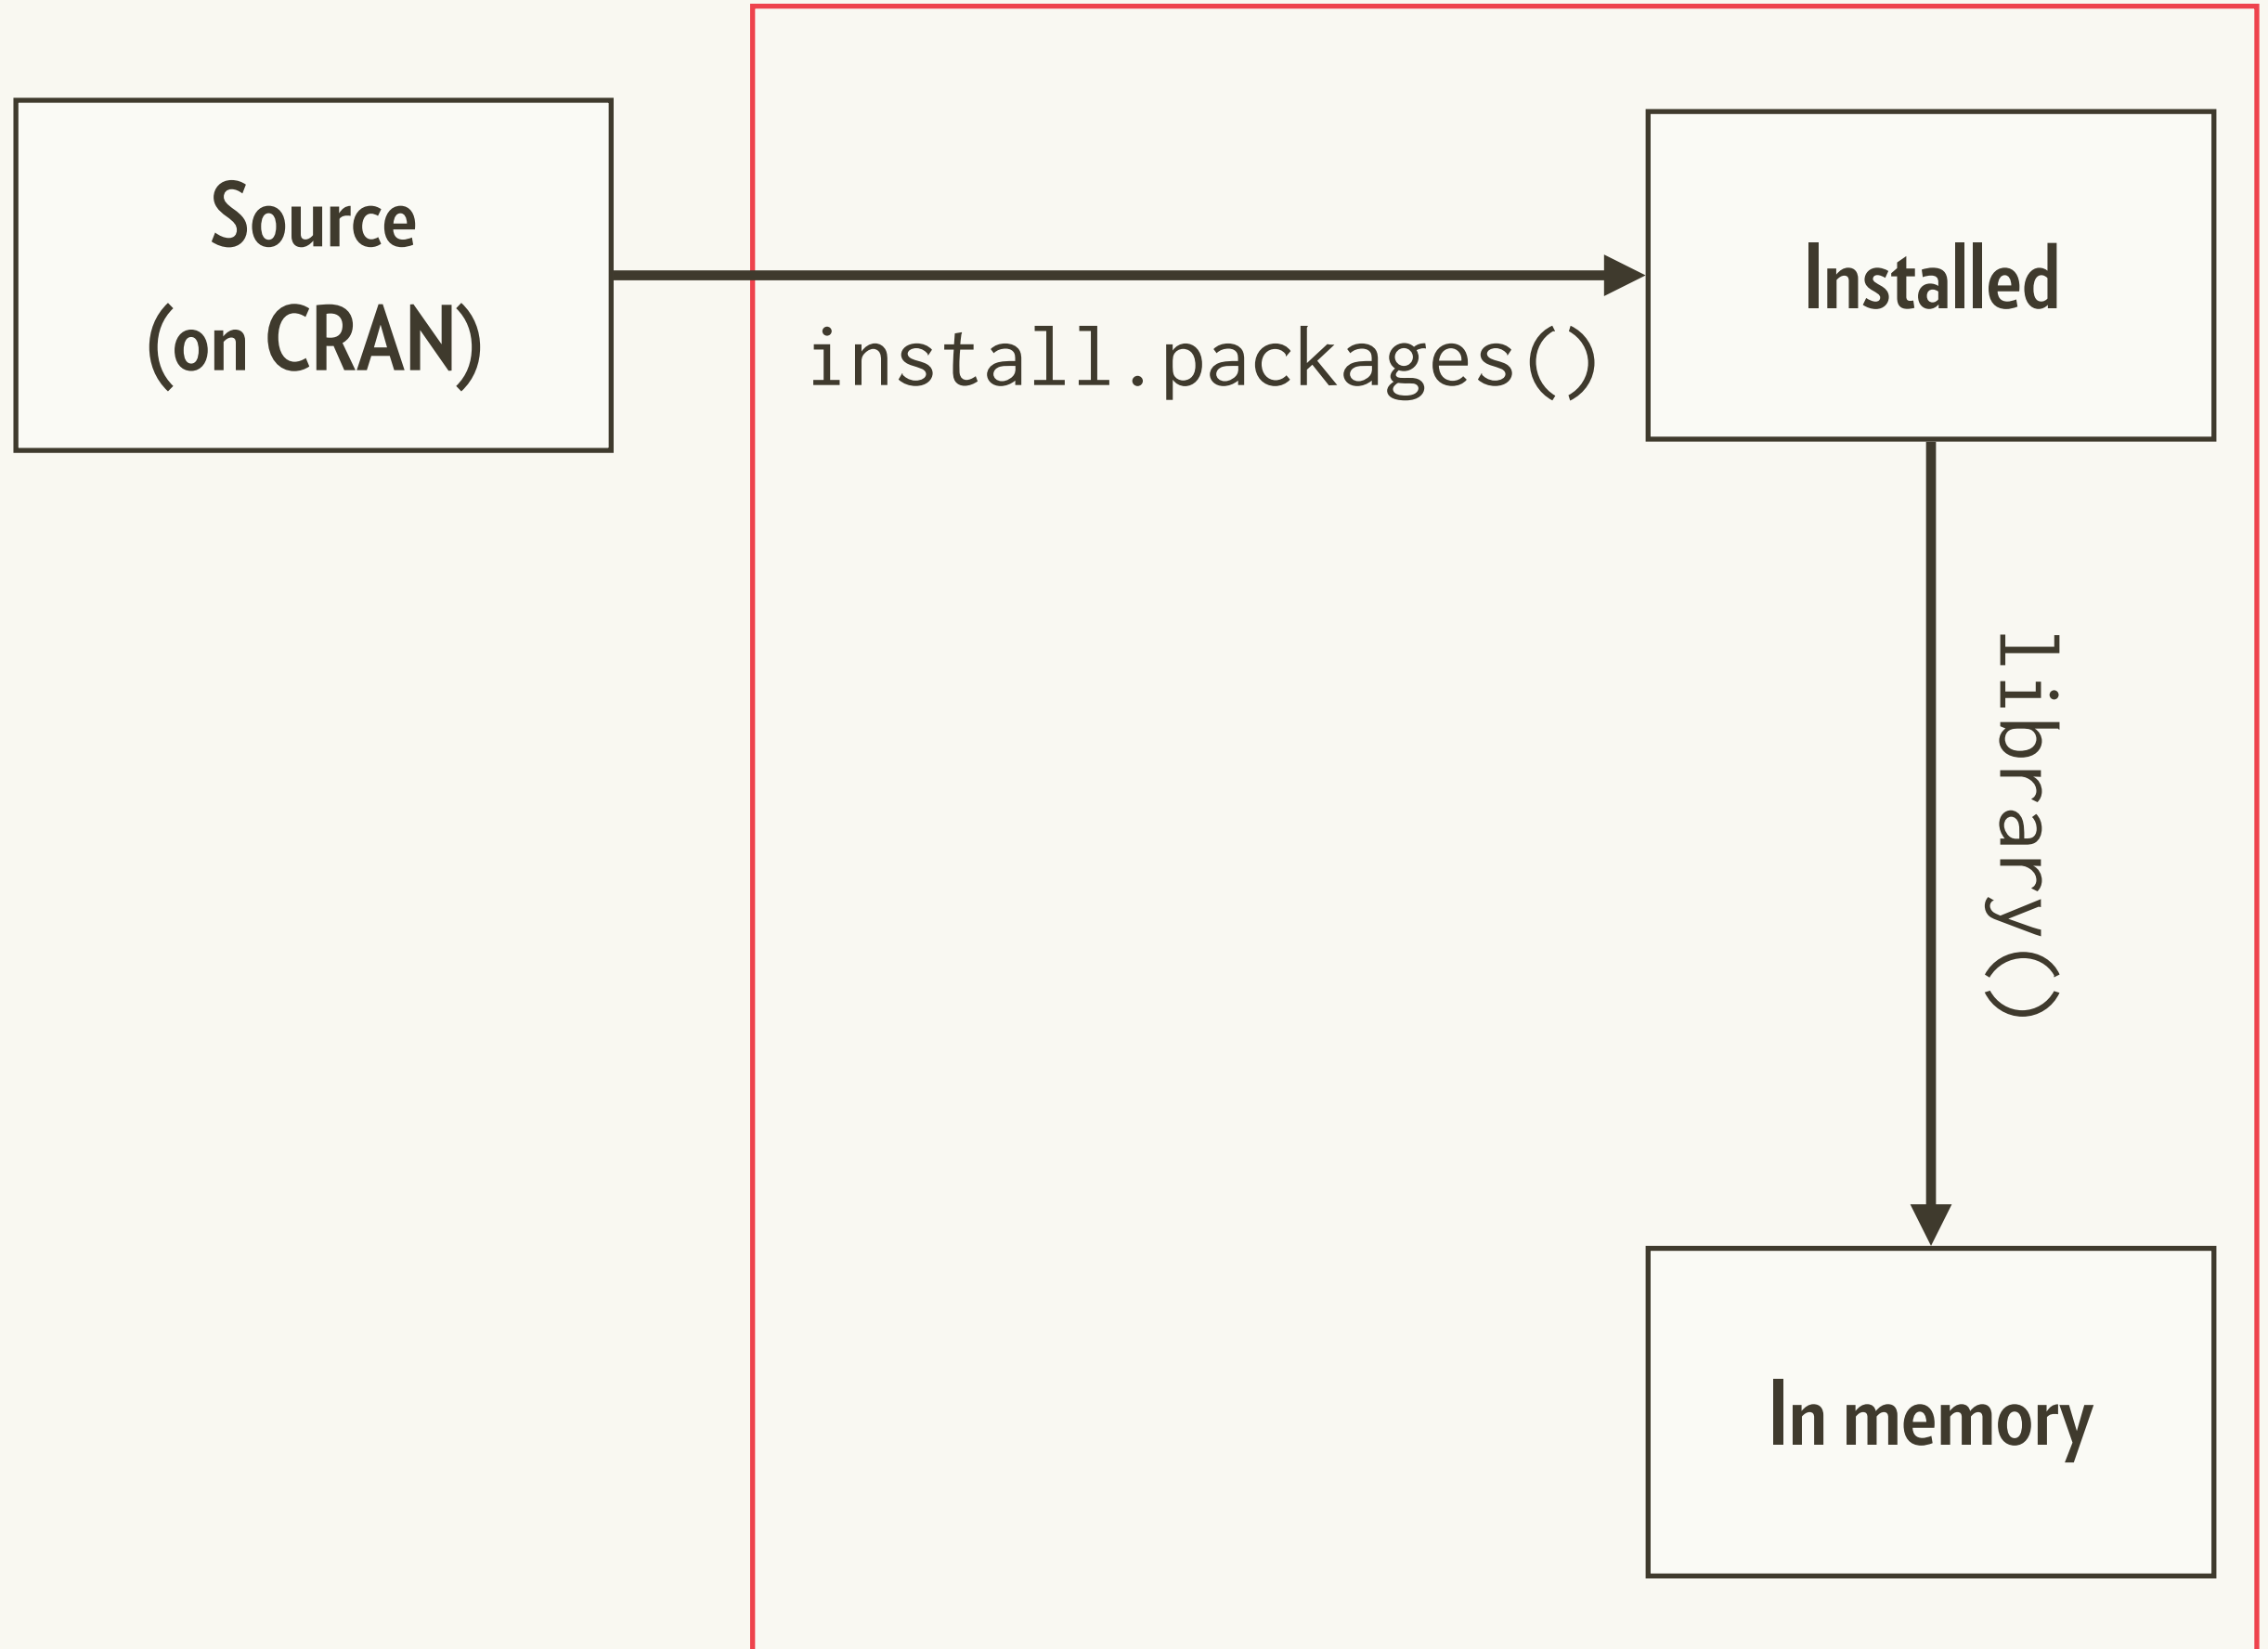 Source
(on CRAN)
install.packages()
Installed
library()
In memory